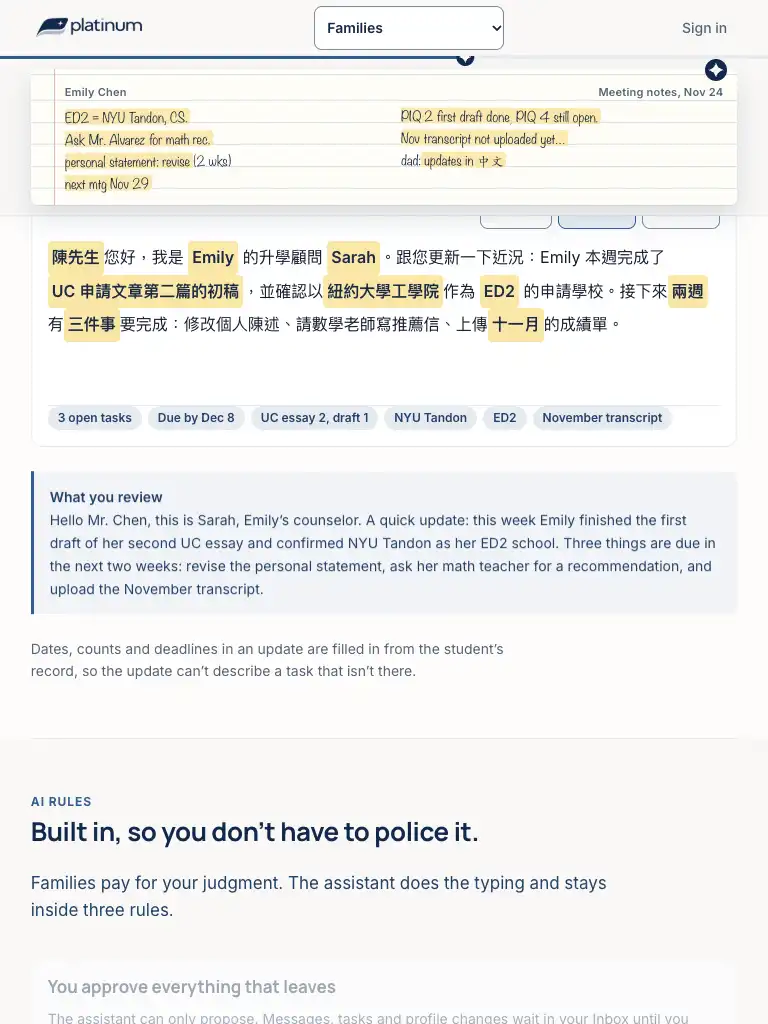 platinum
Families
Sign in
Emily Chen
Meeting notes, Nov 24
ED2 = NYU Tandon, CS.
Ask Mr. Alvarez for math rec.
personal statement: revise (2 wks)
next mtg Nov 29
PIQ 2 first draft done, PIQ 4 still open.
Nov transcript not uploaded yet...
dad: updates in 中文
陳先生您好，我是 Emily 的升學顧問 Sarah。跟您更新一下近況：Emily 本週完成了
UC 申請文章第二篇的初稿，並確認以紐約大學工學院作為 ED2 的申請學校。接下來兩週
有三件事要完成：修改個人陳述、請數學老師寫推薦信、上傳十一月的成績單。
3 open tasks
Due by Dec 8
UC essay 2, draft 1
NYU Tandon
ED2
November transcript
What you review
Hello Mr. Chen, this is Sarah, Emily’s counselor. A quick update: this week Emily finished the first
draft of her second UC essay and confirmed NYU Tandon as her ED2 school. Three things are due in
the next two weeks: revise the personal statement, ask her math teacher for a recommendation, and
upload the November transcript.
Dates, counts and deadlines in an update are filled in from the student’s
record, so the update can’t describe a task that isn’t there.
AI RULES
Built in, so you don’t have to police it.
Families pay for your judgment. The assistant does the typing and stays
inside three rules.
You approve everything that leaves
The assistant can only propose. Messages, tasks and profile changes wait in your Inbox until you